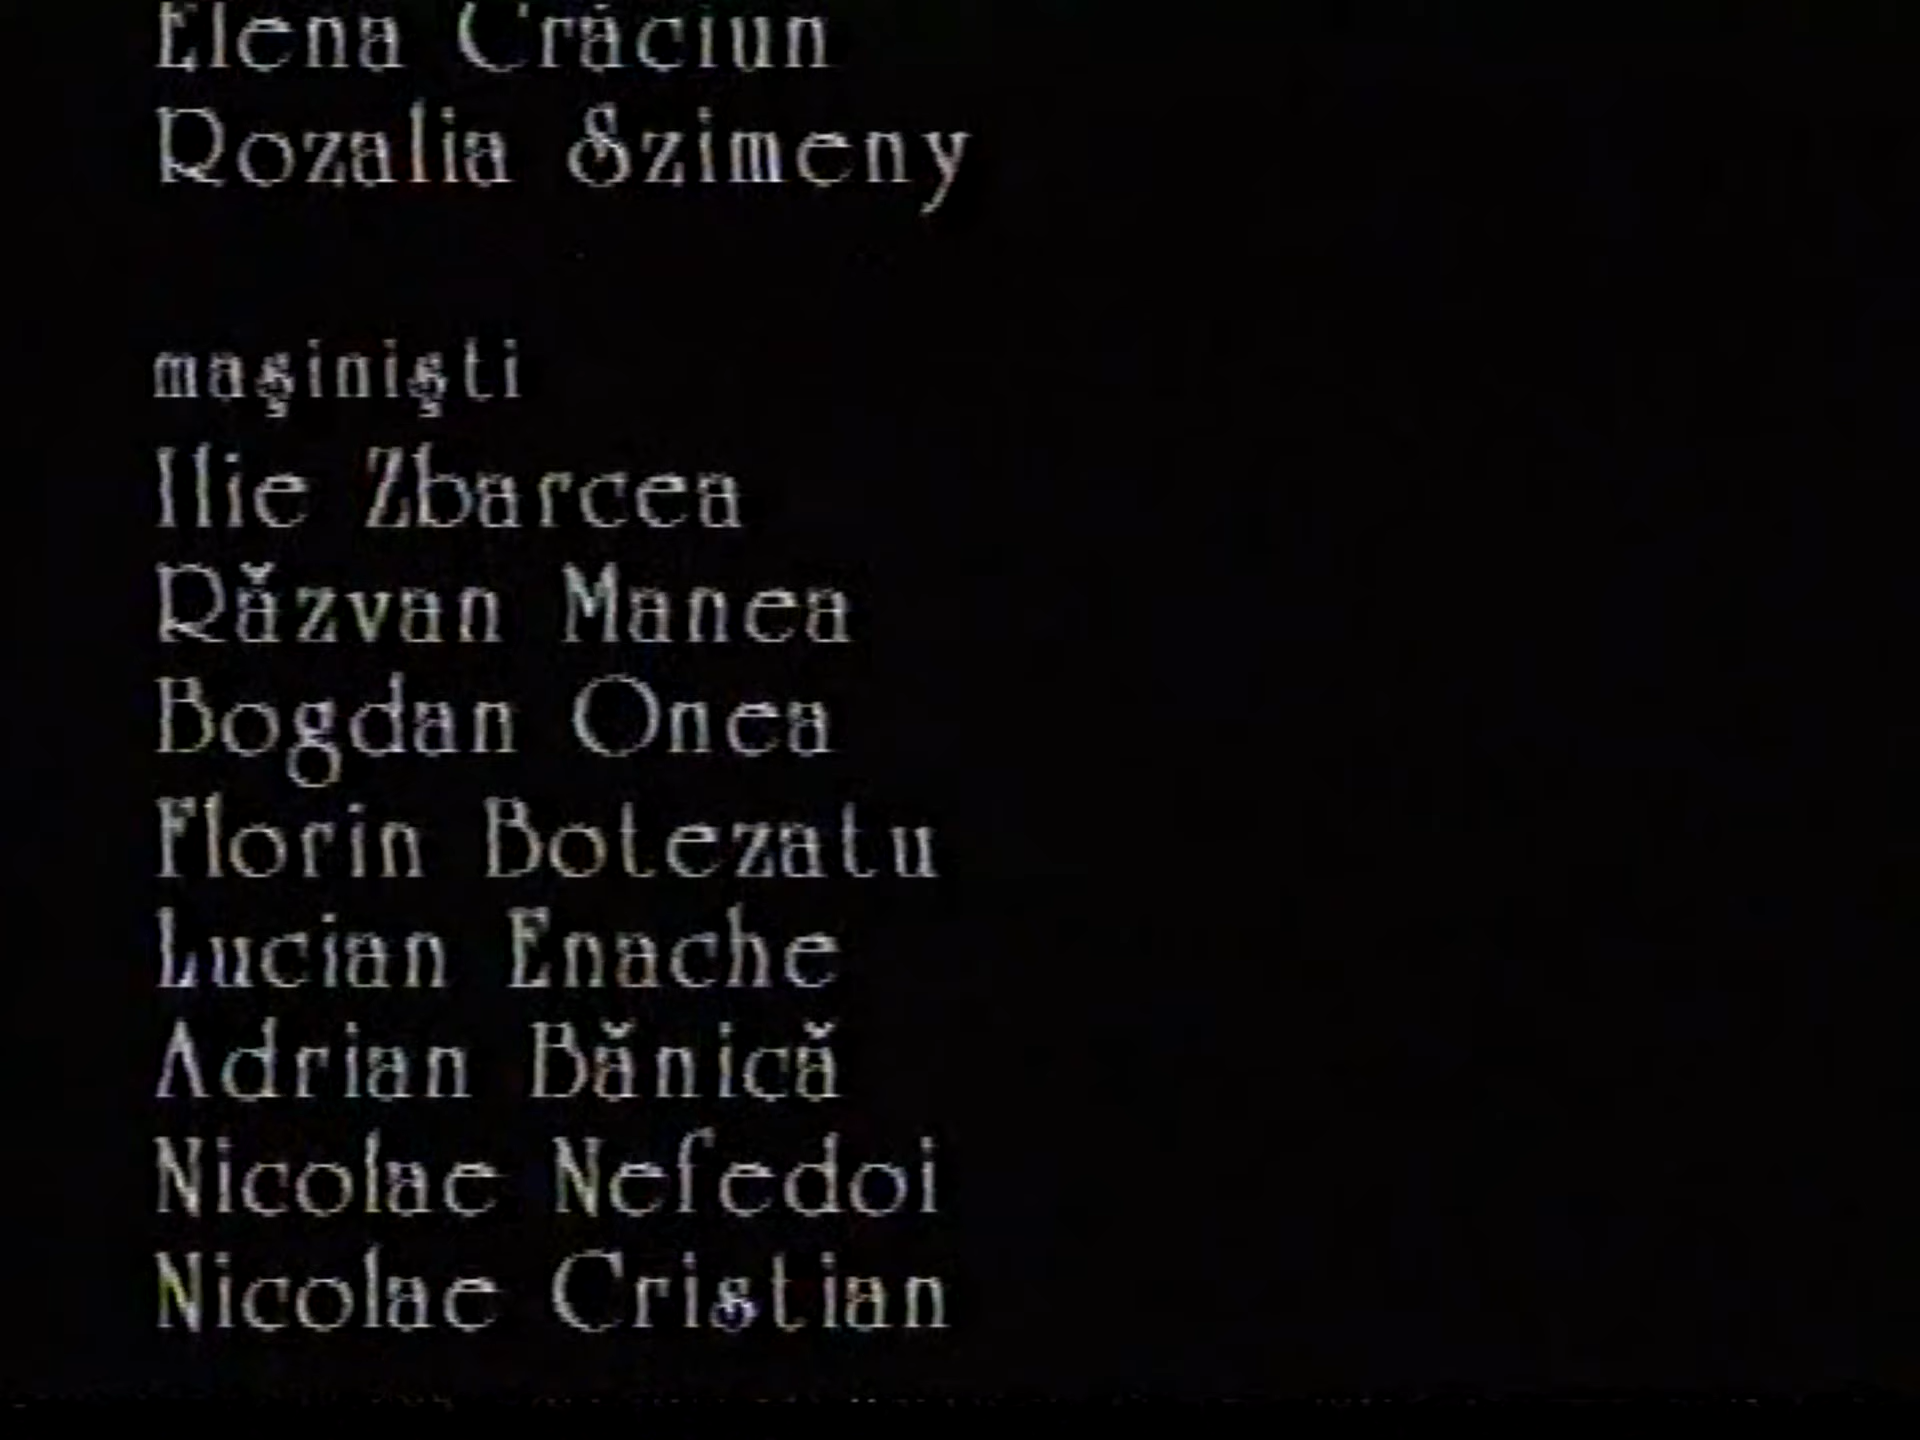 Elena Crăciun
Rozalia Szimeny
maşinişti
Ilie Zbarcea
Răzvan Manea
Bogdan Onea
Florin Botezatu
Lucian Enache
Adrian Bănică
Nicolae Nefedoi
Nicolae Cristian